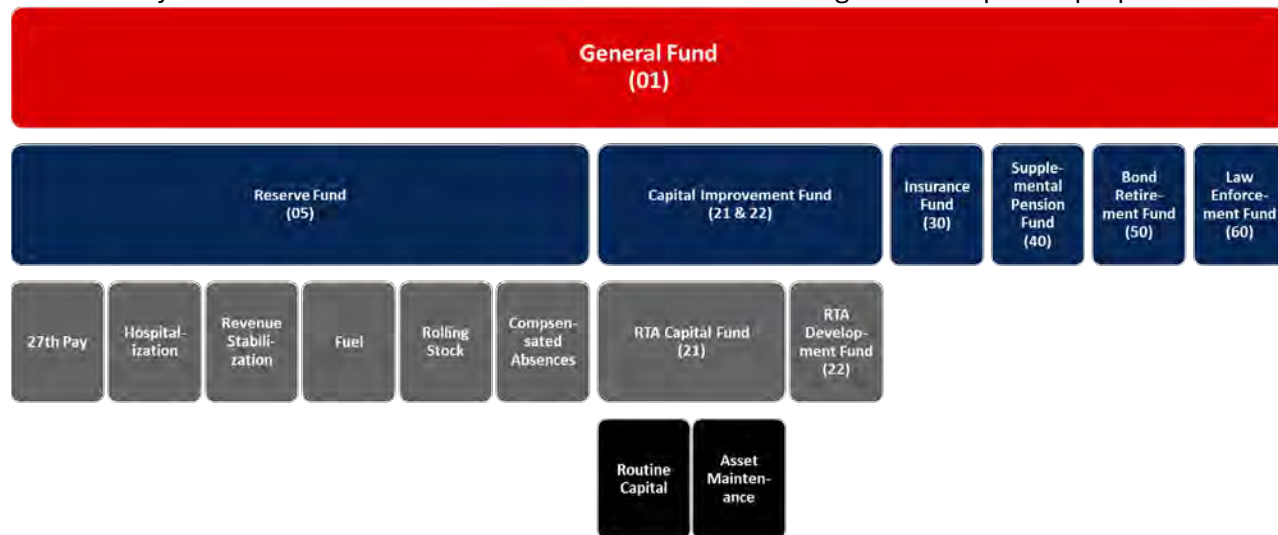 General Fund
(01)
Reserve Fund
(05)
Capital Improvement Fund
(21 & 22)
Insurance
Fund
(30)
Supple-
mental
Pension
Fund
(40)
Bond
Retire-
ment Fund
(50)
Law
Enforce-
ment Fund
(60)
27th Pay
Hospital-
ization
Revenue
Stabili-
zation
Fuel
Rolling
Stock
Compsen-
sated
Absences
RTA Capital Fund
(21)
RTA
Develop-
ment Fund
(22)
Routine
Capital
Asset
Mainten-
ance